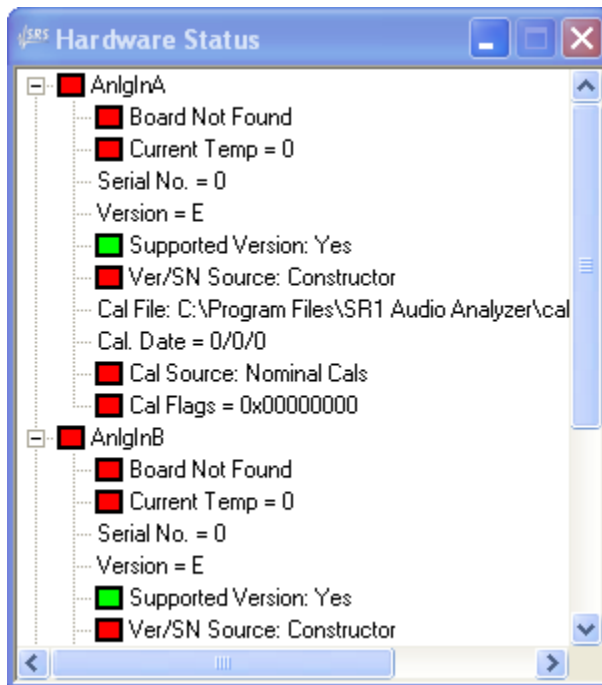 SRS Hardware Status
AnlgInA
Board Not Found
Current Temp = 0
Serial No. = 0
Version = E
Supported Version: Yes
Ver/SN Source: Constructor
Cal File: C:\Program Files\SR1 Audio Analyzer\cal
Cal. Date = 0/0/0
Cal Source: Nominal Cals
Cal Flags = 0x00000000
AnlgInB
Board Not Found
Current Temp = 0
Serial No. = 0
Version = E
Supported Version: Yes
Ver/SN Source: Constructor